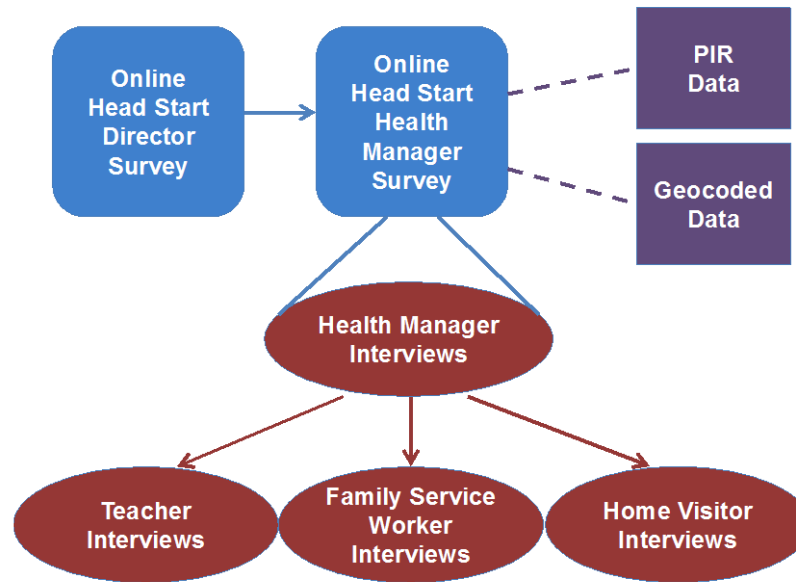 Online
Head Start
Director
Survey
Online
Head Start
Health
Manager
Survey
PIR
Data
Geocoded
Data
Health Manager
Interviews
Teacher
Interviews
Family Service
Worker
Interviews
Home Visitor
Interviews